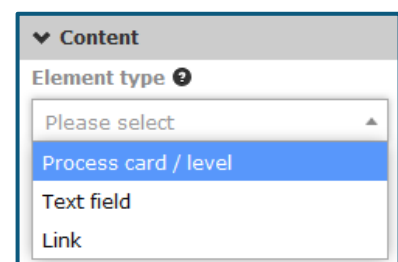 Content
Element type ?
Please select
Process card / level
Text field
Link